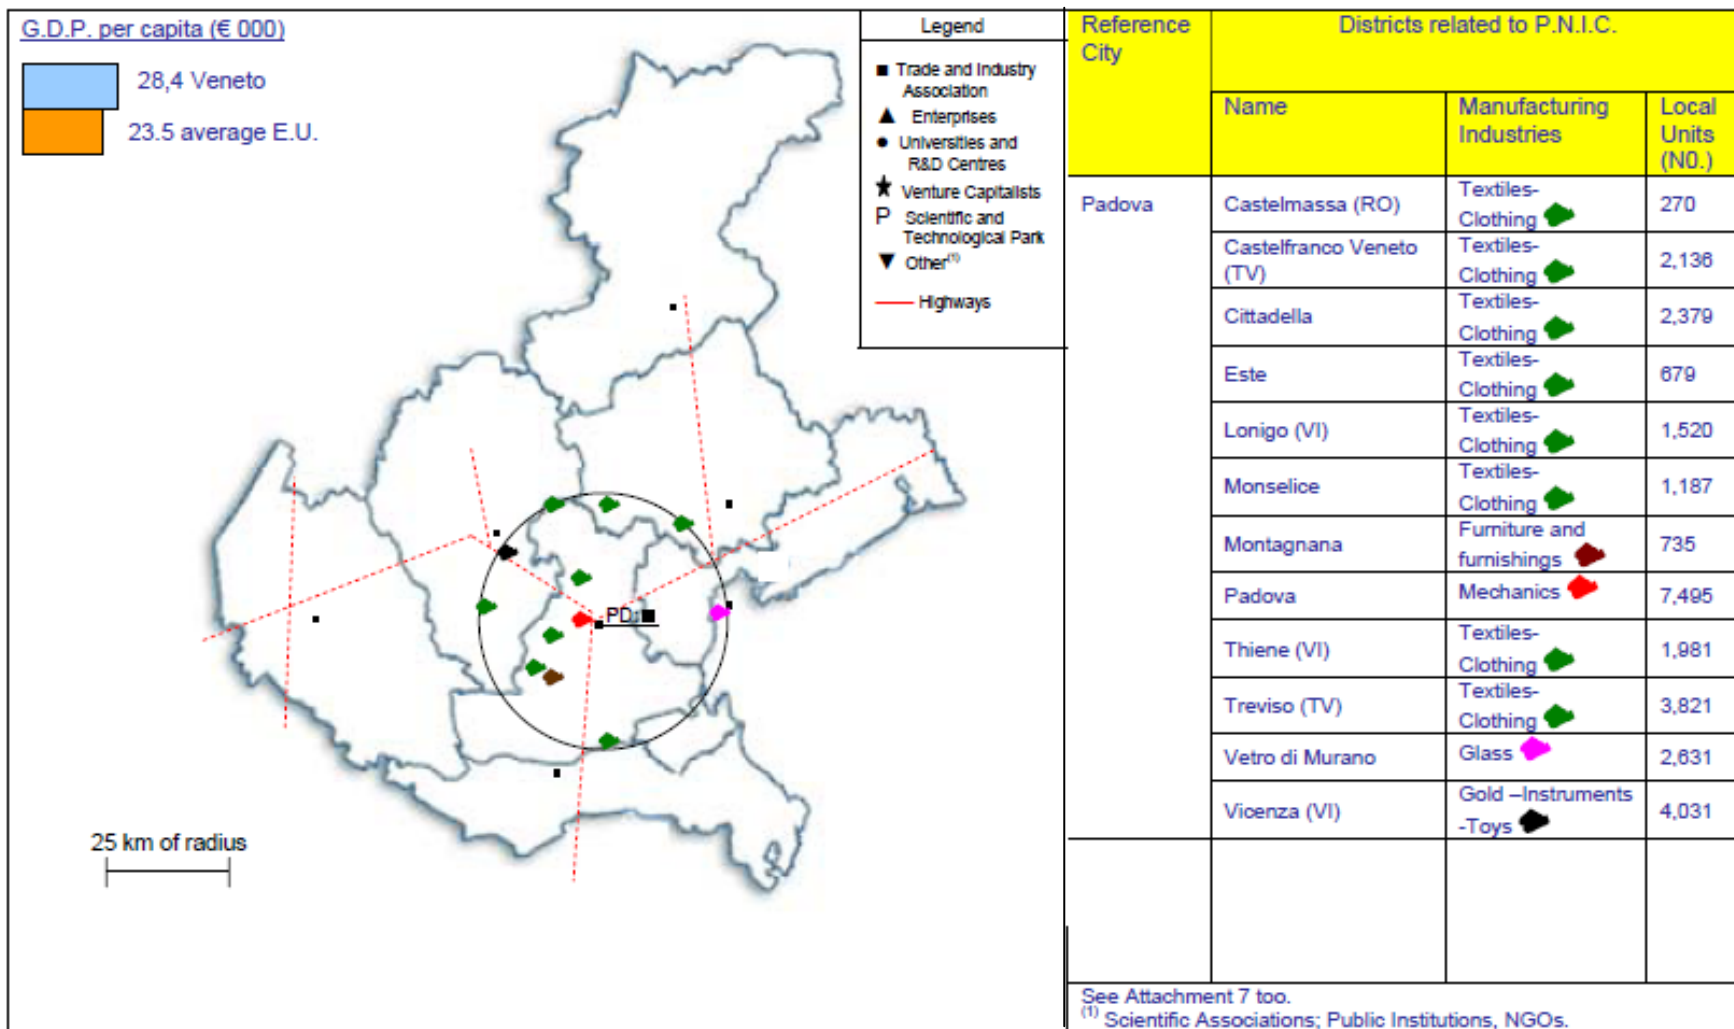 G.D.P. per capita (€ 000)
28,4 Veneto
23.5 average E.U.
25 km of radius
PD:
Legend
Trade and Industry
Association
Enterprises
Universities and
R&D Centres
Venture Capitalists
P Scientific and
Technological Park
Other(1)
Highways
Reference
City
Districts related to P.N.I.C.
Name
Manufacturing
Industries
Local
Units
(N0.)
Padova
Castelmassa (RO)
Textiles-
Clothing
270
Castelfranco Veneto
(TV)
Textiles-
Clothing
2,136
Cittadella
Textiles-
Clothing
2,379
Este
Textiles-
Clothing
679
Lonigo (VI)
Textiles-
Clothing
1,520
Monselice
Textiles-
Clothing
1,187
Montagnana
Furniture and
furnishings
735
Padova
Mechanics
7,495
Thiene (VI)
Textiles-
Clothing
1,981
Treviso (TV)
Textiles-
Clothing
3,821
Vetro di Murano
Glass
2,631
Vicenza (VI)
Gold –Instruments
-Toys
4,031
See Attachment 7 too.
(1) Scientific Associations; Public Institutions, NGOs.